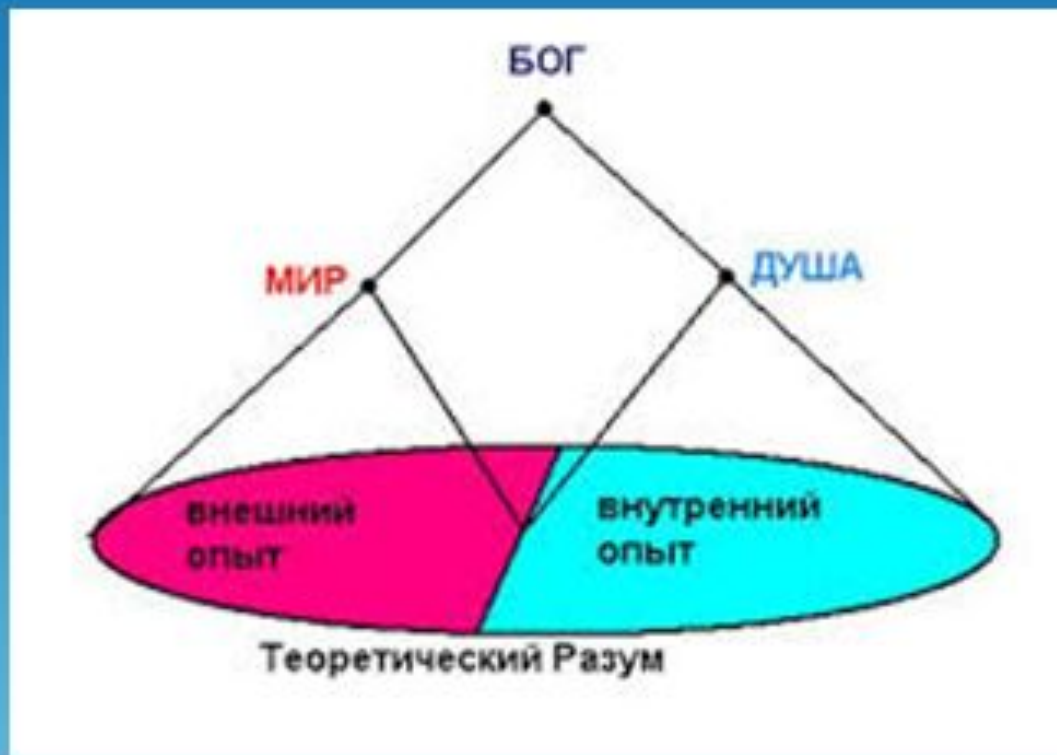 БОГ
МИР
ДУША
внешний
опыт
внутренний
опыт
Теоретический Разум